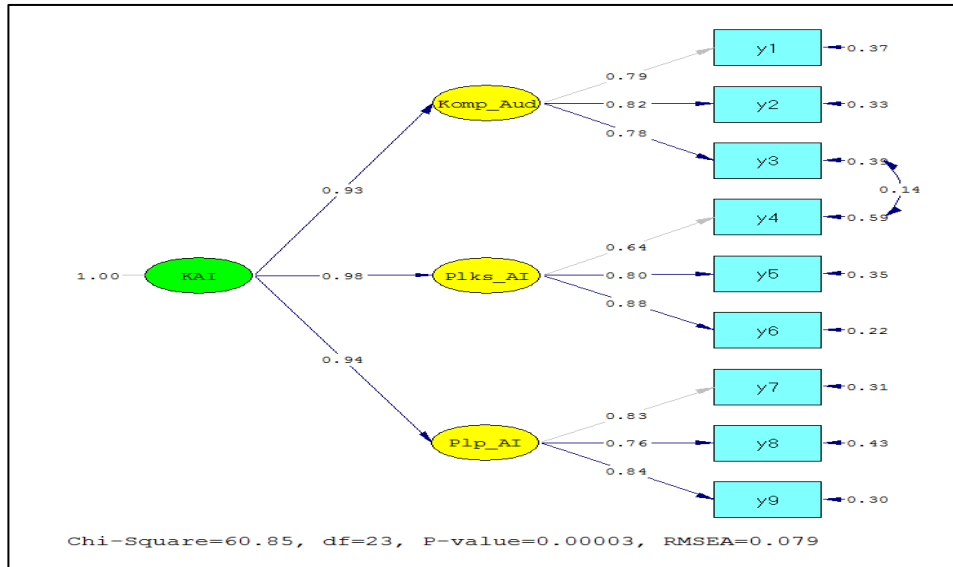 y1
0.37
0.79
Komp_Aud
0.82
y2
0.33
0.78
y3
0.39
0.93
0.14
y4
0.59
0.64
1.00
KAI
0.98
Plks_AI
0.80
y5
0.35
0.88
y6
0.22
0.94
y7
0.31
0.83
Plp_AI
0.76
y8
0.43
0.84
y9
0.30
Chi-Square=60.85, df=23, P-value=0.00003, RMSEA=0.079